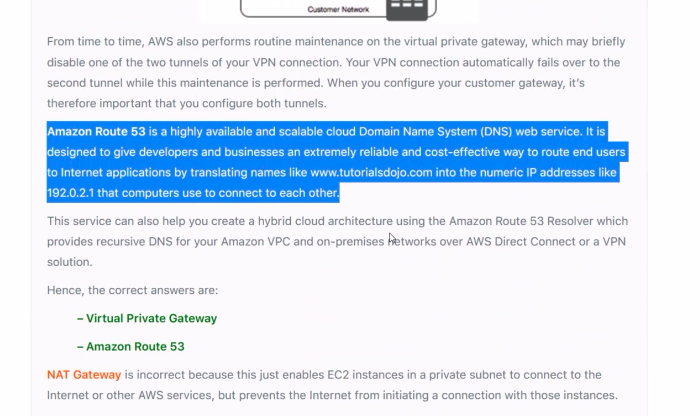 Customer Network
From time to time, AWS also performs routine maintenance on the virtual private gateway, which may briefly
disable one of the two tunnels of your VPN connection. Your VPN connection automatically fails over to the
second tunnel while this maintenance is performed. When you configure your customer gateway, it's
therefore important that you configure both tunnels.
Amazon Route 53 is a highly available and scalable cloud Domain Name System (DNS) web service. It is
designed to give developers and businesses an extremely reliable and cost-effective way to route end users
to Internet applications by translating names like www.tutorialsdojo.com into the numeric IP addresses like
192.0.2.1 that computers use to connect to each other.
This service can also help you create a hybrid cloud architecture using the Amazon Route 53 Resolver which
provides recursive DNS for your Amazon VPC and on-premises networks over AWS Direct Connect or a VPN
solution.
Hence, the correct answers are:
– Virtual Private Gateway
– Amazon Route 53
NAT Gateway is incorrect because this just enables EC2 instances in a private subnet to connect to the
Internet or other AWS services, but prevents the Internet from initiating a connection with those instances.